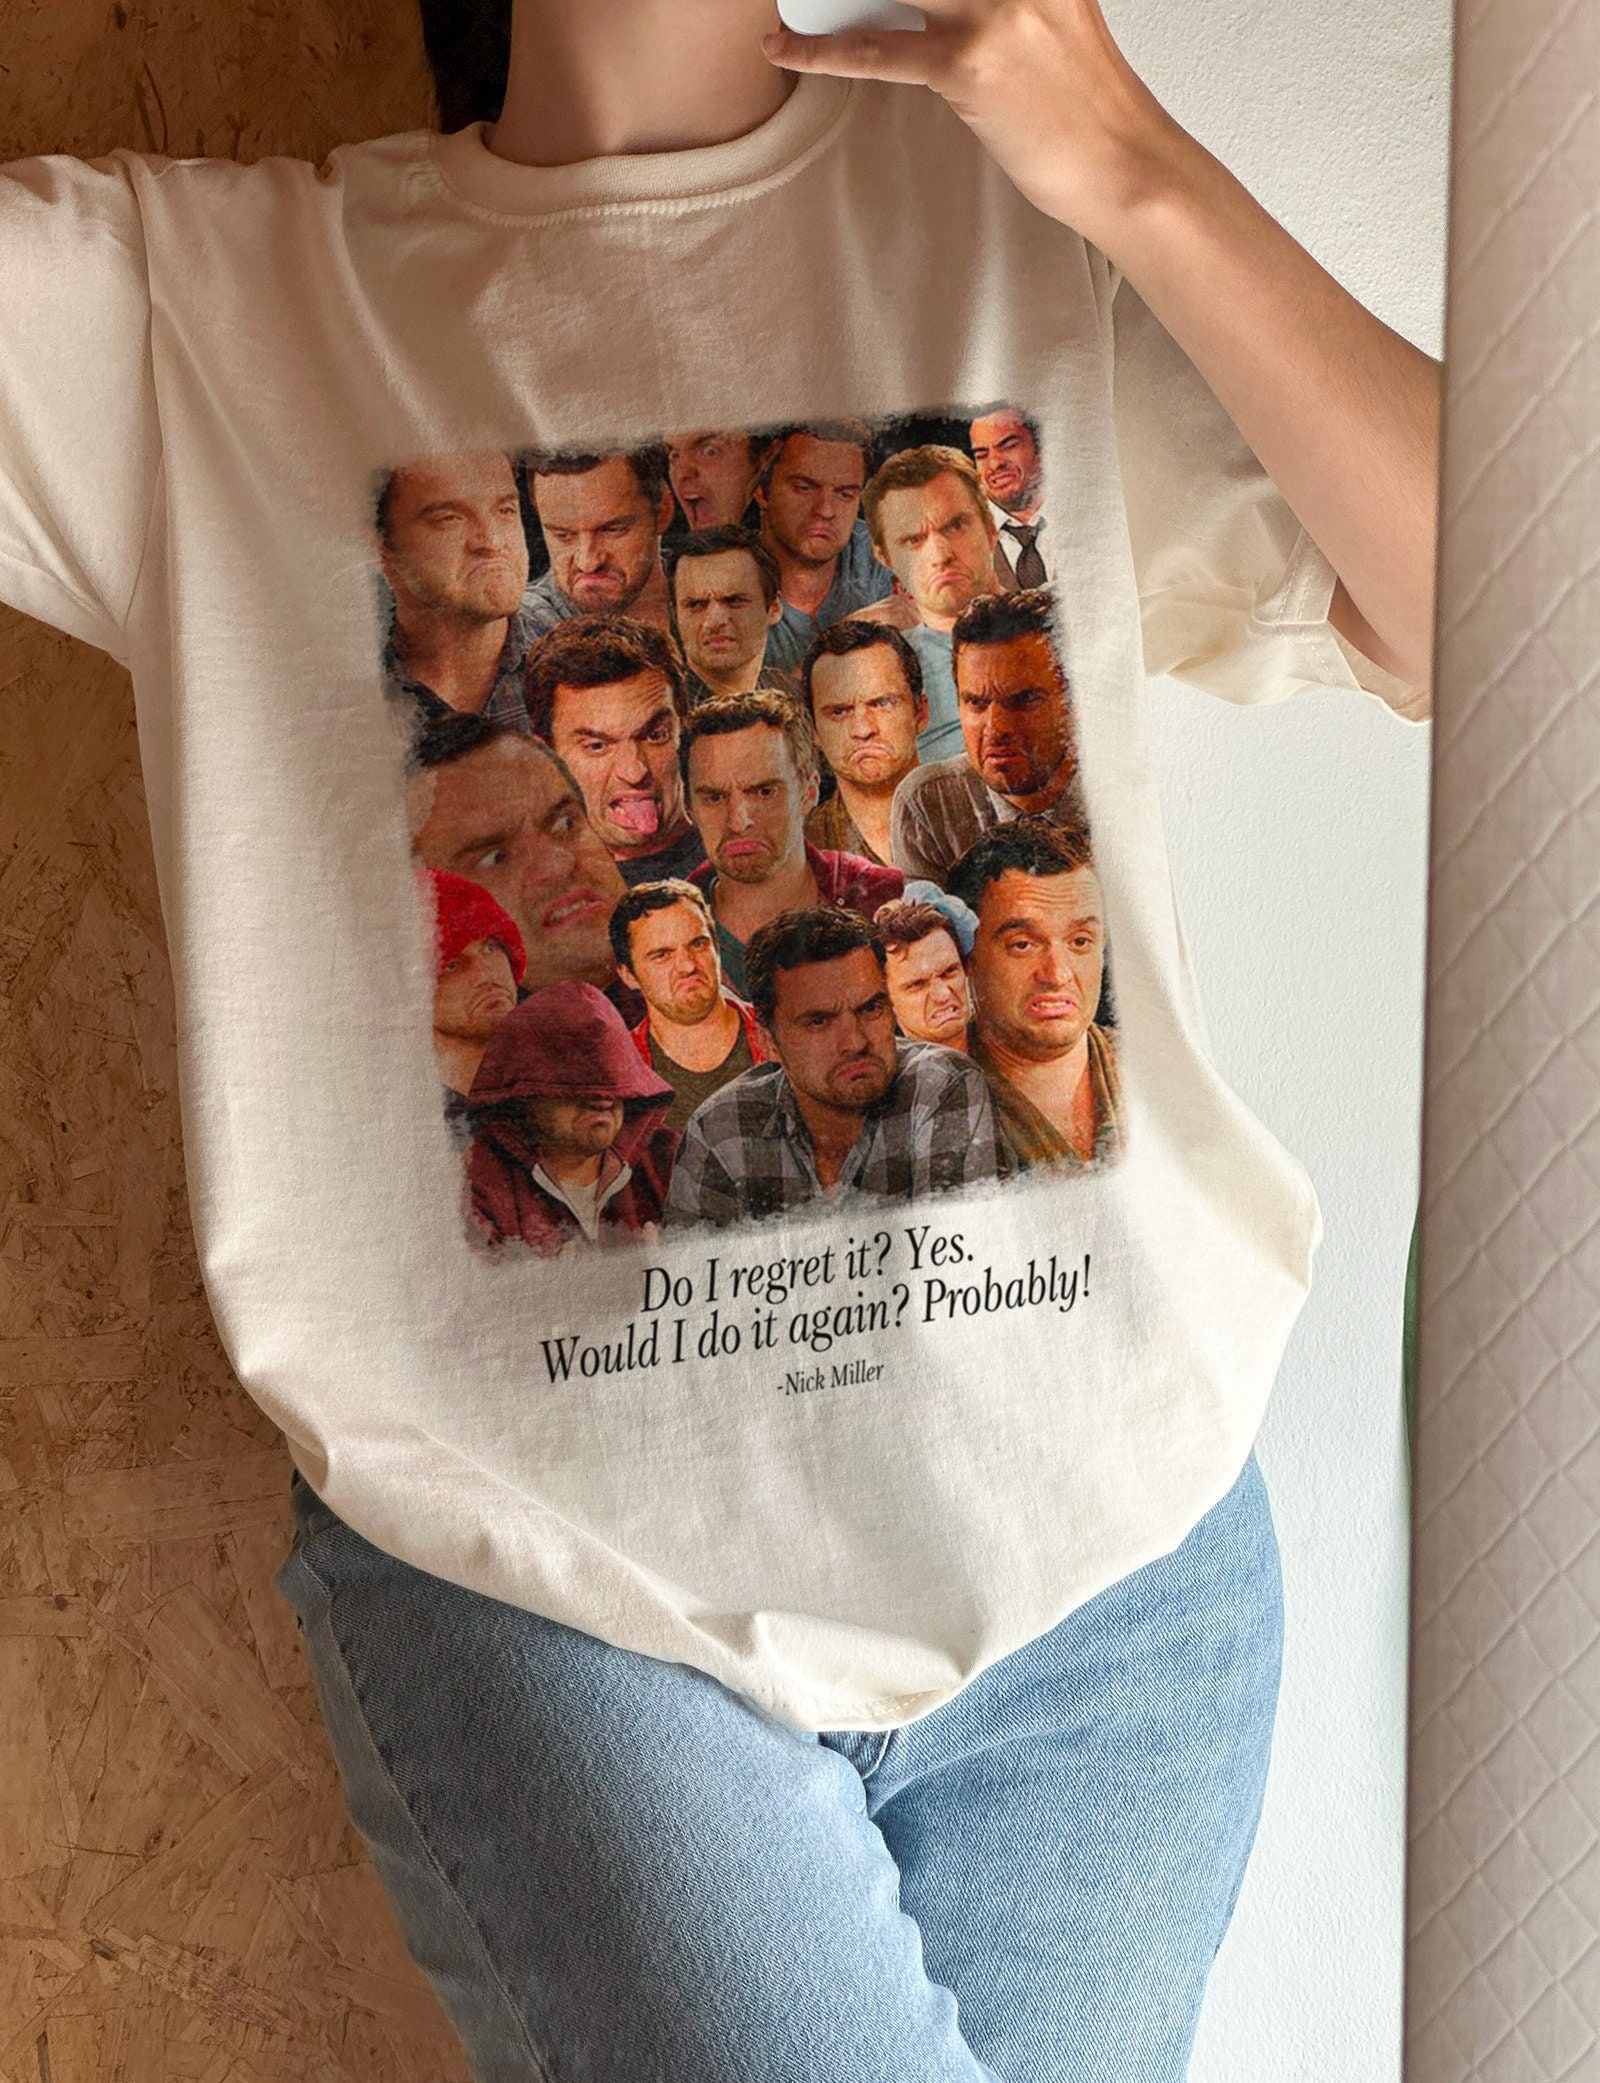 Do I regret it? Yes.
Would I do it again? Probably!
-Nick Miller